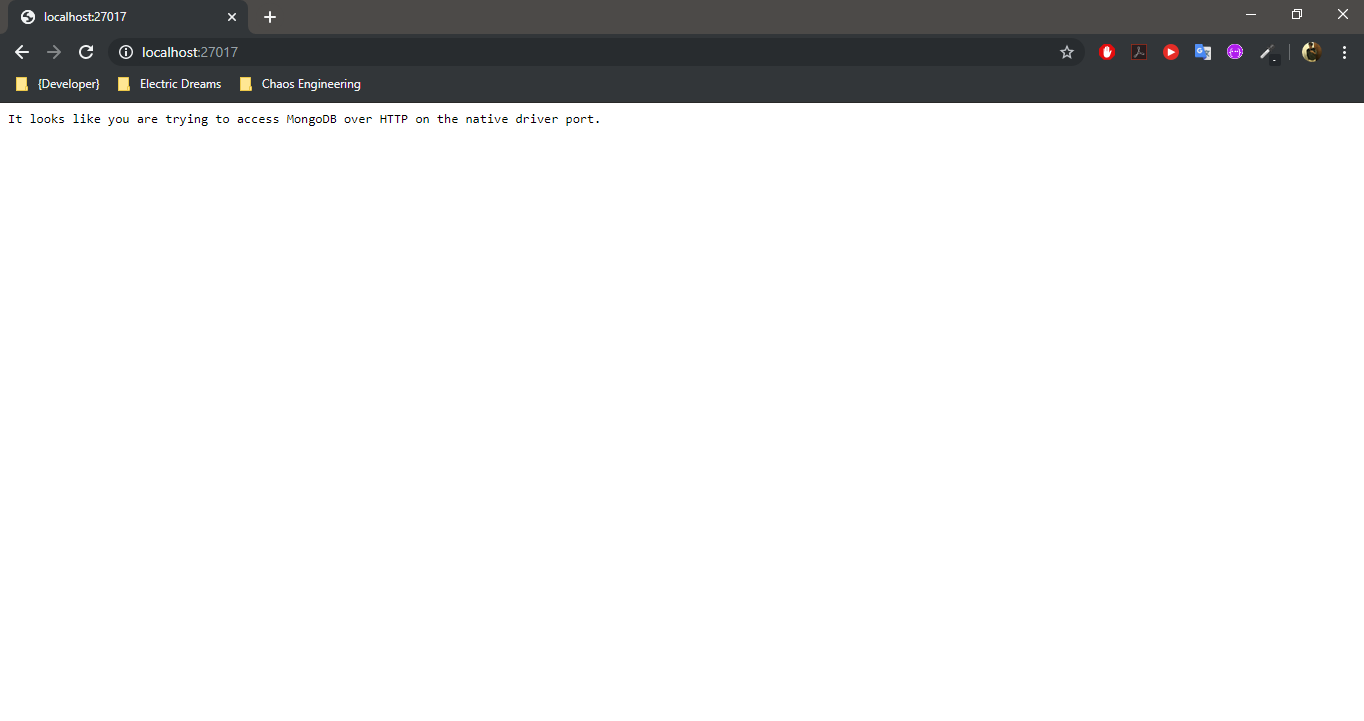 localhost:27017
localhost:27017
{Developer} Electric Dreams Chaos Engineering
It looks like you are trying to access MongoDB over HTTP on the native driver port.